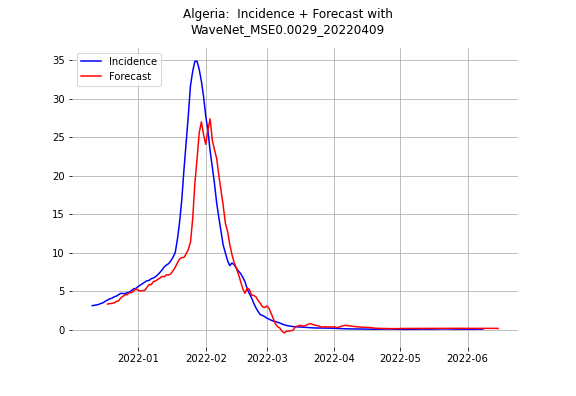 Algeria:  Incidence + Forecast with
WaveNet_MSE0.0029_20220409
Incidence
Forecast
35
30
25
20
15
10
5
0
2022-01 2022-02 2022-03 2022-04 2022-05 2022-06